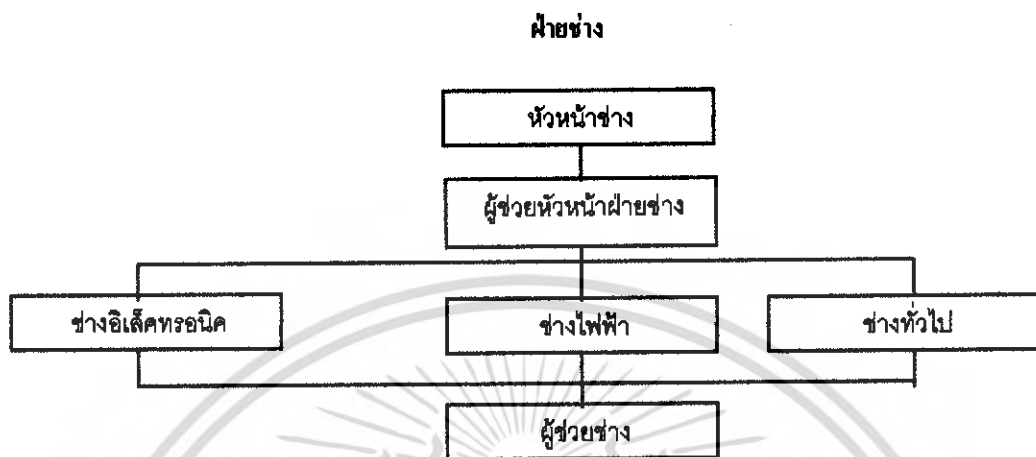 ฝ่ายช่าง
หัวหน้าช่าง
ผู้ช่วยหัวหน้าฝ่ายช่าง
ช่างอิเล็คทรอนิค
ช่างไฟฟ้า
ช่างทั่วไป
ผู้ช่วยช่าง